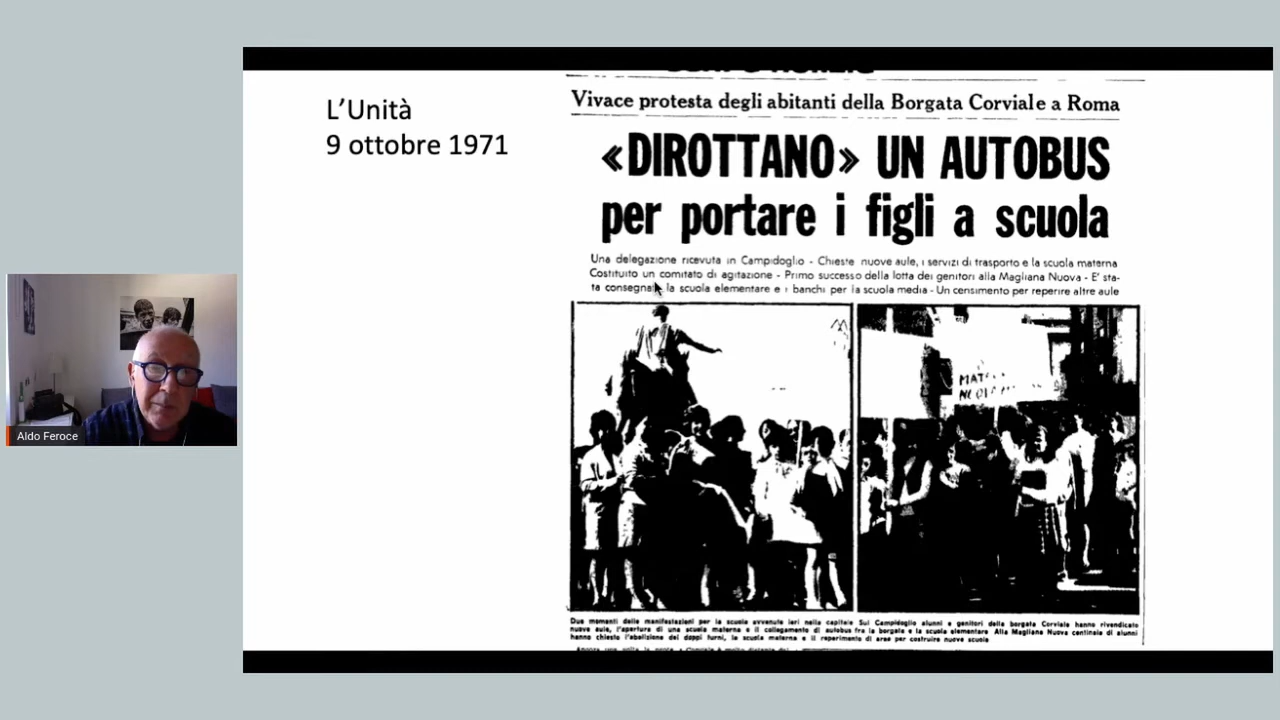 L'Unità
9 ottobre 1971
Vivace protesta degli abitanti della Borgata Corviale a Roma
«DIROTTANO» UN AUTOBUS
per portare i figli a scuola
Una delegazione ricevuta in Campidoglio - Chieste nuove aule, i servizi di trasporto e la scuola materna
Costituito un comitato di agitazione - Primo successo della lotta dei genitori alla Magliana Nuova - E' sta-
ta consegnata la scuola elementare e i banchi per la scuola media - Un censimento per reperire altre aule
Due momenti delle manifestazioni per la scuola avvenute ieri nella capitale Sul Campidoglio alunni e genitori della borgata Corviale hanno rivendicato
nuove aule, l'apertura di una scuola materna e il collegamento di autobus fra la borgata e la scuola elementare Alla Magliana Nuova centinaia di alunni
hanno chiesto l'abolizione dei doppi turni, la scuola materna e il reperimento di aree per costruire nuove scuole
Aldo Feroce